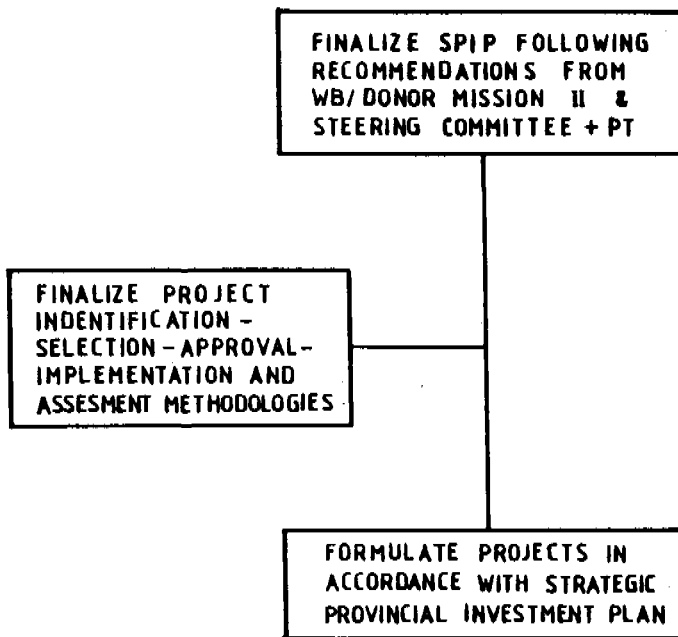 FINALIZE SPIP FOLLOWING
RECOMMENDATIONS FROM
WB/DONOR MISSION II &
STEERING COMMITTEE + PT
FINALIZE PROJECT
INDENTIFICATION -
SELECTION - APPROVAL -
IMPLEMENTATION AND
ASSESMENT METHODOLOGIES
FORMULATE PROJECTS IN
ACCORDANCE WITH STRATEGIC
PROVINCIAL INVESTMENT PLAN